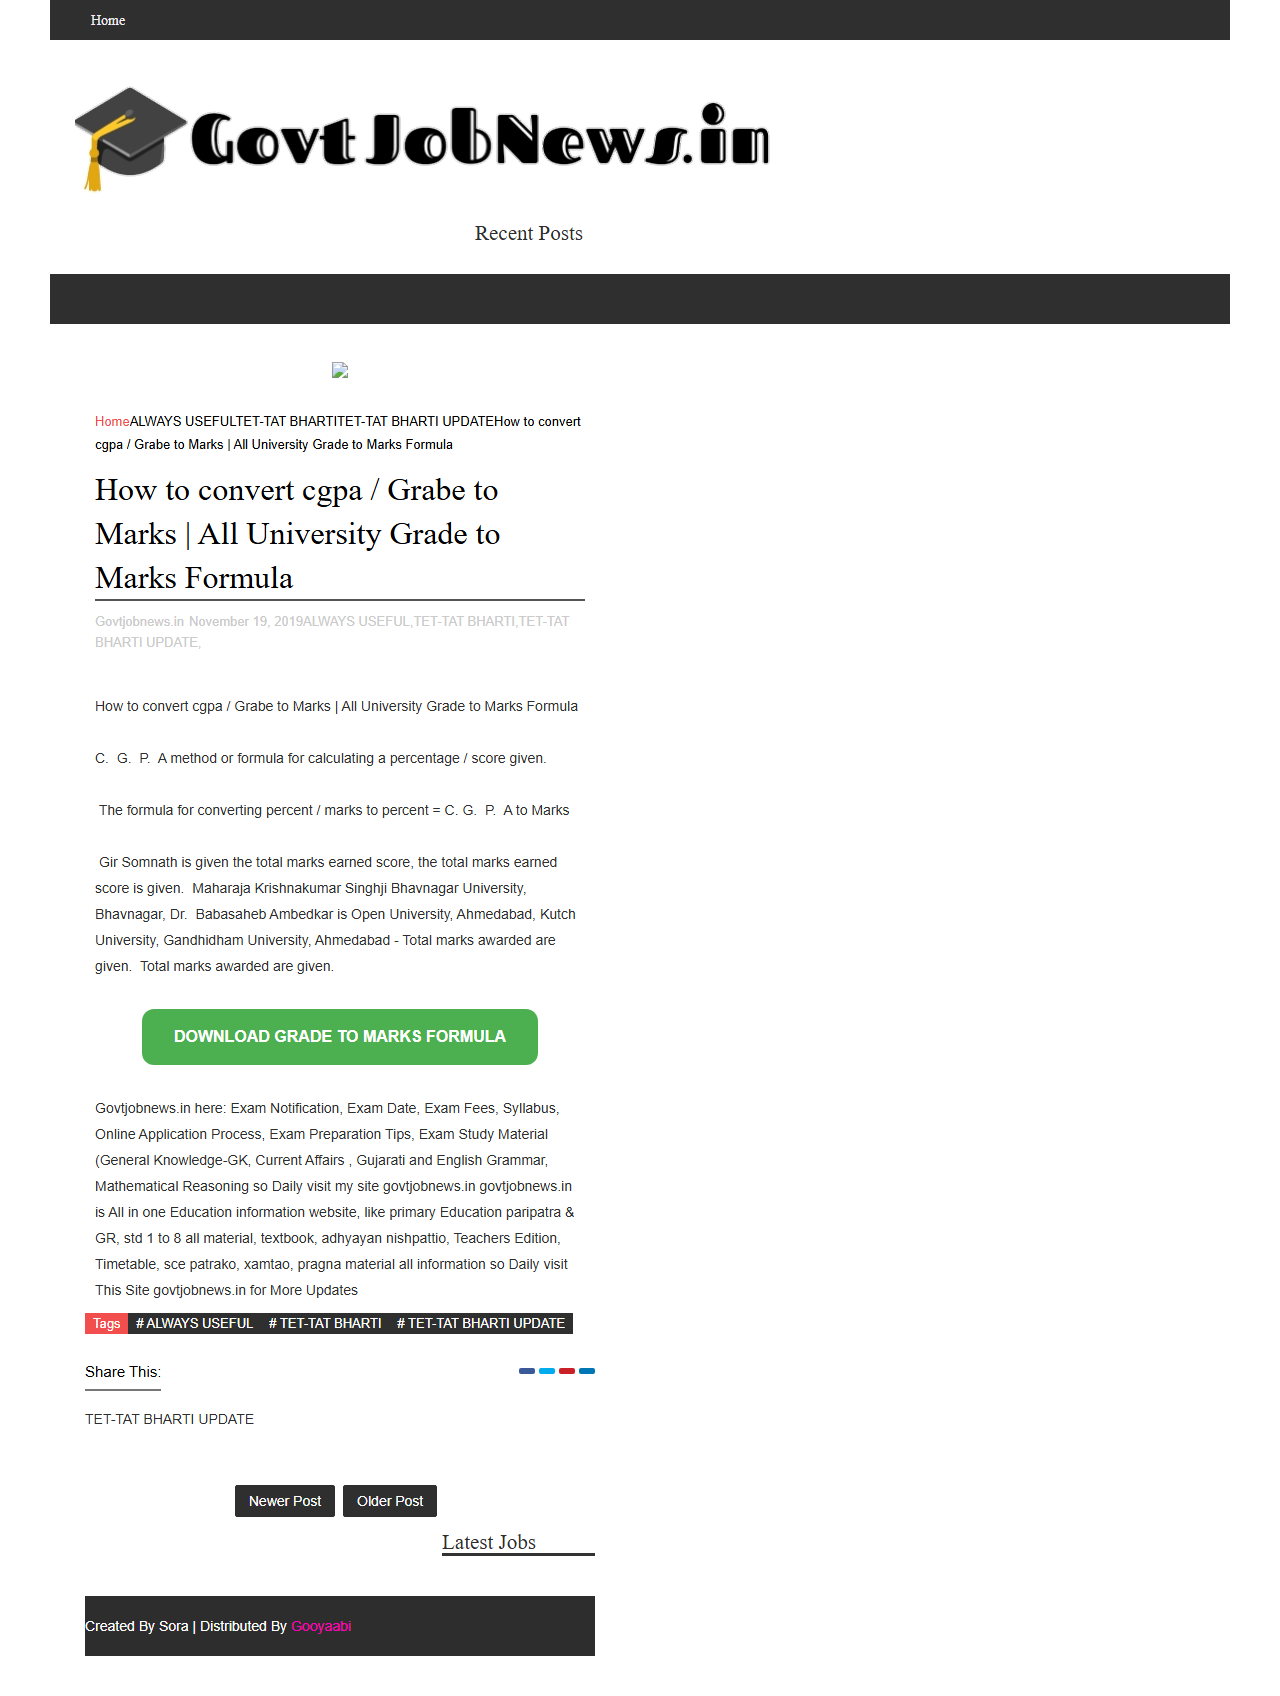 Home
Govt JobNews.in
Recent Posts
HomeALWAYS USEFULTET-TAT BHARTITET-TAT BHARTI UPDATEHow to convert
cgpa / Grabe to Marks | All University Grade to Marks Formula
How to convert cgpa / Grabe to
Marks | All University Grade to
Marks Formula
Govtjobnews.in November 19, 2019ALWAYS USEFUL,TET-TAT BHARTI,TET-TAT
BHARTI UPDATE,
How to convert cgpa / Grabe to Marks | All University Grade to Marks Formula
C.  G.  P.  A method or formula for calculating a percentage / score given.
The formula for converting percent / marks to percent = C. G.  P.  A to Marks
Gir Somnath is given the total marks earned score, the total marks earned
score is given.  Maharaja Krishnakumar Singhji Bhavnagar University,
Bhavnagar, Dr.  Babasaheb Ambedkar is Open University, Ahmedabad, Kutch
University, Gandhidham University, Ahmedabad - Total marks awarded are
given.  Total marks awarded are given.
DOWNLOAD GRADE TO MARKS FORMULA
Govtjobnews.in here: Exam Notification, Exam Date, Exam Fees, Syllabus,
Online Application Process, Exam Preparation Tips, Exam Study Material
(General Knowledge-GK, Current Affairs , Gujarati and English Grammar,
Mathematical Reasoning so Daily visit my site govtjobnews.in govtjobnews.in
is All in one Education information website, like primary Education paripatra &
GR, std 1 to 8 all material, textbook, adhyayan nishpattio, Teachers Edition,
Timetable, sce patrako, xamtao, pragna material all information so Daily visit
This Site govtjobnews.in for More Updates
Tags # ALWAYS USEFUL # TET-TAT BHARTI # TET-TAT BHARTI UPDATE
Share This:
TET-TAT BHARTI UPDATE
Newer Post Older Post
Latest Jobs
Created By Sora | Distributed By Gooyaabi